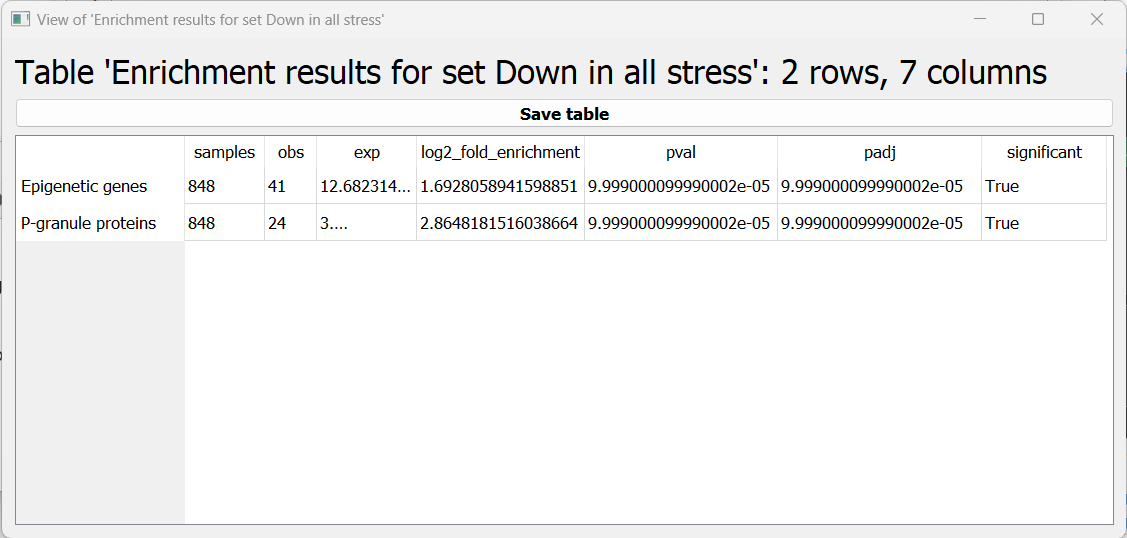 View of 'Enrichment results for set Down in all stress'
Table 'Enrichment results for set Down in all stress': 2 rows, 7 columns
Save table
samples obs exp log2_fold_enrichment pval padj significant
Epigenetic genes 848 41 12.682314... 1.6928058941598851 9.999000099990002e-05 9.999000099990002e-05 True
P-granule proteins 848 24 3.... 2.8648181516038664 9.999000099990002e-05 9.999000099990002e-05 True